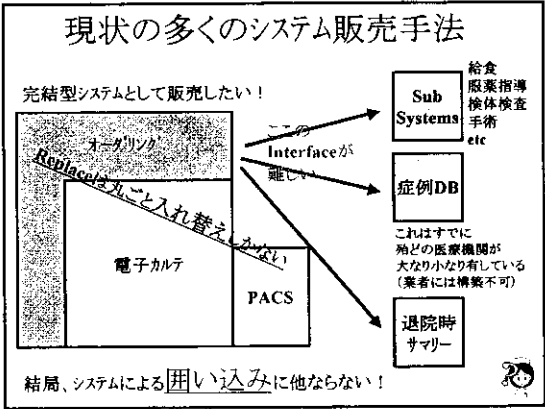 現状の多くのシステム販売手法
完結型システムとして販売したい！
オーダリンク
Replaceは丸ごと入れ替えしかない
電子カルテ
PACS
ここの
Interfaceが
難しい
Sub
Systems
給食
服薬指導
検体検査
手術
etc
症例DB
これはすでに
殆どの医療機関が
大なり小なり有している
（業者には構築不可）
退院時
サマリー
結局、システムによる囲い込みに他ならない！